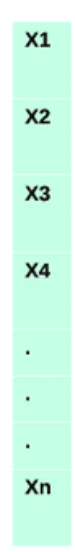 X1
X2
X3
X4
.
.
.
Xn